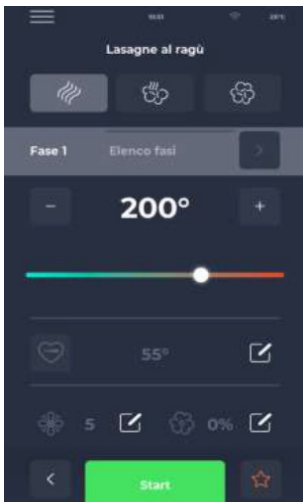 Lasagne al ragù
Fase 1 Elenco fasi
- 200° +
55°
5 0%
< Start